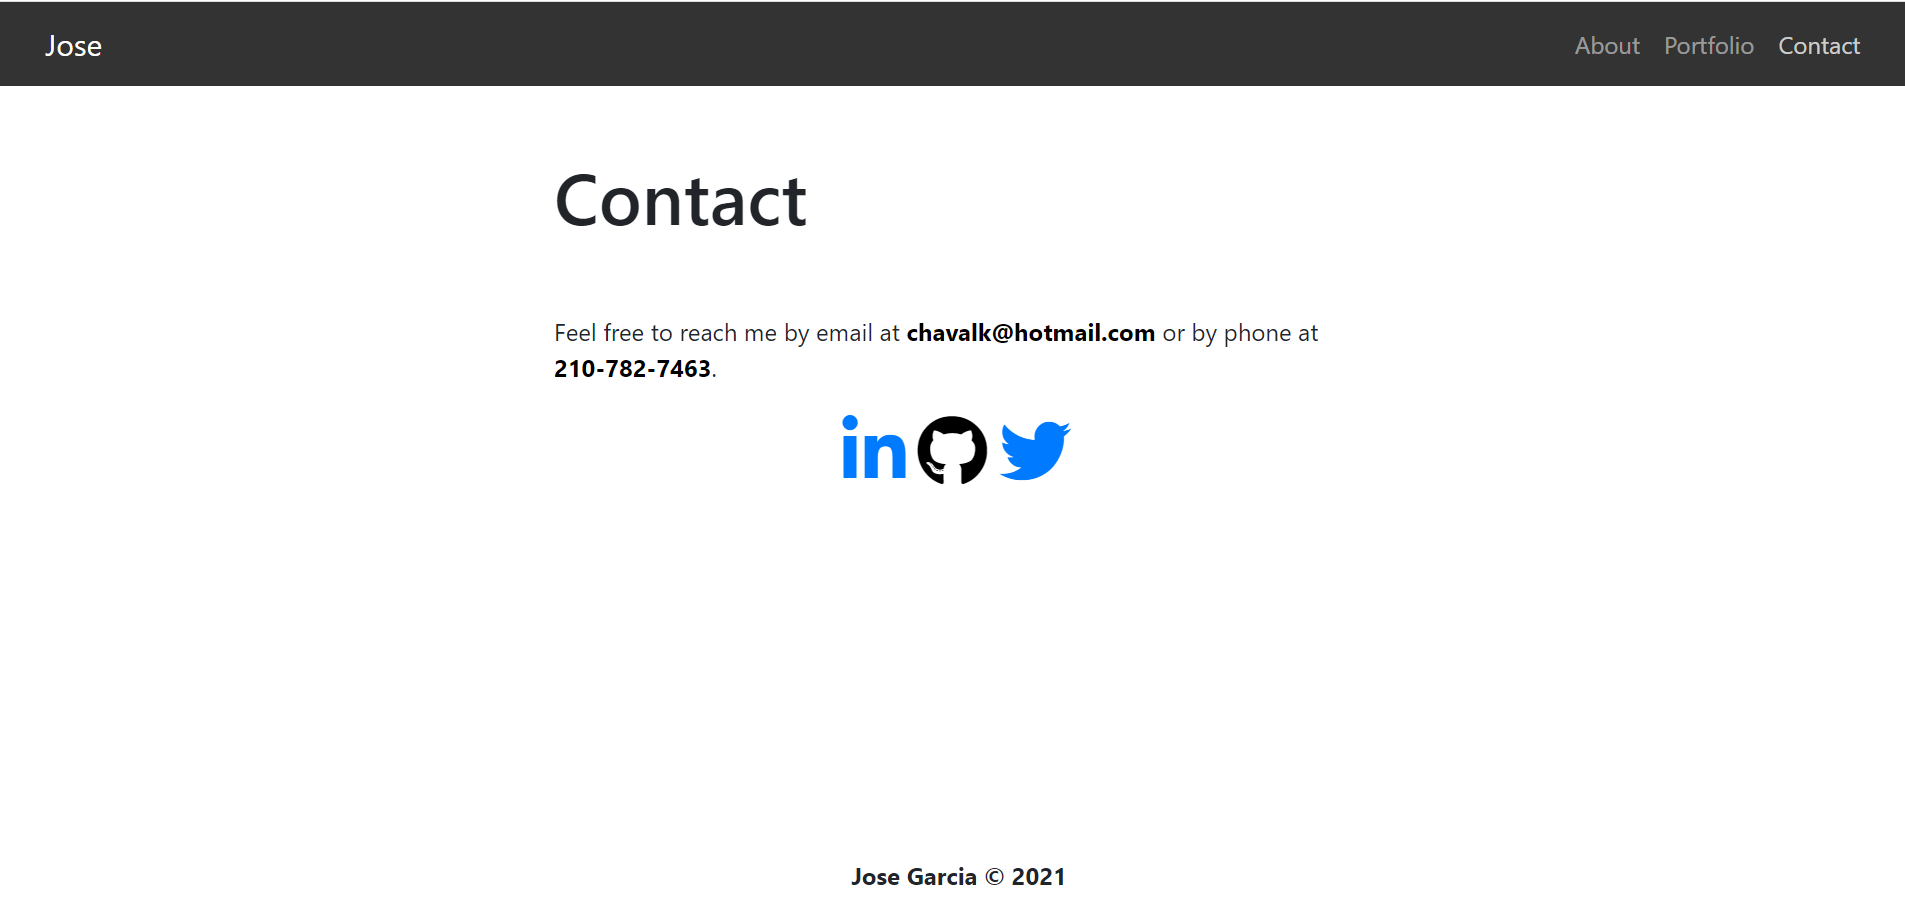 Jose
About Portfolio Contact
Contact
Feel free to reach me by email at chavalk@hotmail.com or by phone at
210-782-7463.
in
Jose Garcia © 2021